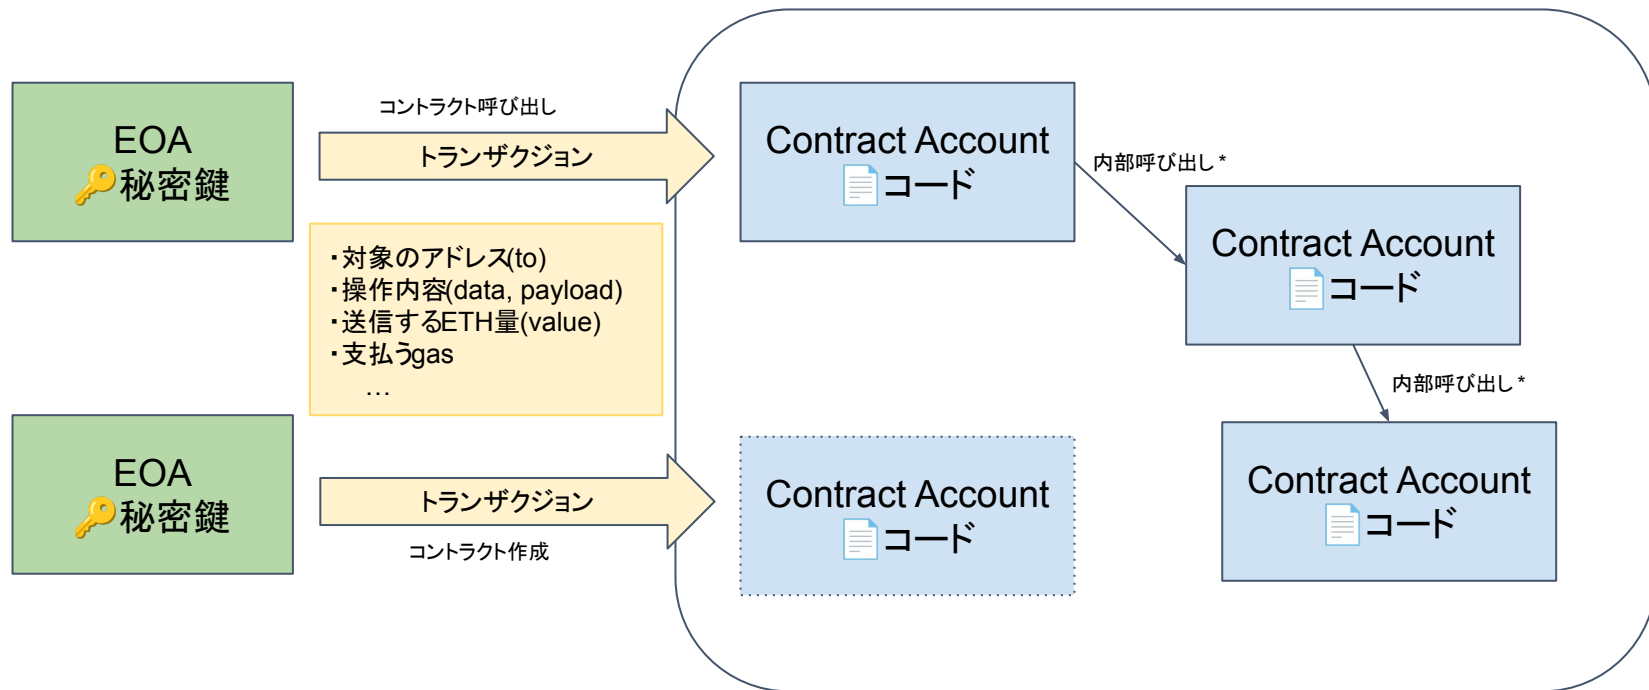 EOA
🔑秘密鍵
コントラクト呼び出し
トランザクション
Contract Account
📄コード
内部呼び出し*
Contract Account
📄コード
・対象のアドレス(to)
・操作内容(data, payload)
・送信するETH量(value)
・支払うgas
…
内部呼び出し*
EOA
🔑秘密鍵
トランザクション
コントラクト作成
Contract Account
📄コード
Contract Account
📄コード